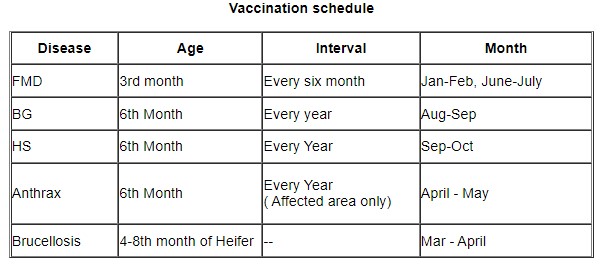 Vaccination schedule
Disease Age Interval Month
FMD 3rd month Every six month Jan-Feb, June-July
BG 6th Month Every year Aug-Sep
HS 6th Month Every Year Sep-Oct
Anthrax 6th Month Every Year
( Affected area only) April - May
Brucellosis 4-8th month of Heifer -- Mar - April